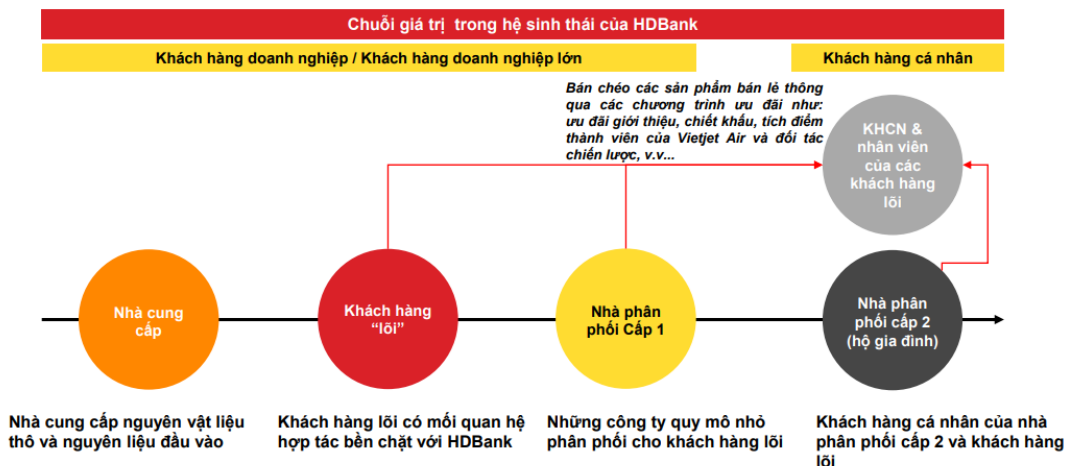 Chuỗi giá trị trong hệ sinh thái của HDBank
Khách hàng doanh nghiệp / Khách hàng doanh nghiệp lớn
Khách hàng cá nhân
Bán chéo các sản phẩm bán lẻ thông
qua các chương trình ưu đãi như:
ưu đãi giới thiệu, chiết khấu, tích điểm
thành viên của Vietjet Air và đối tác
chiến lược, v.v...
KHCN &
nhân viên
của các
khách hàng
lõi
Nhà cung
cấp
Khách hàng
“lõi”
Nhà phân
phối Cấp 1
Nhà phân
phối cấp 2
(hộ gia đình)
Nhà cung cấp nguyên vật liệu
thô và nguyên liệu đầu vào
Khách hàng lõi có mối quan hệ
hợp tác bền chặt với HDBank
Những công ty quy mô nhỏ
phân phối cho khách hàng lõi
Khách hàng cá nhân của nhà
phân phối cấp 2 và khách hàng
lõi